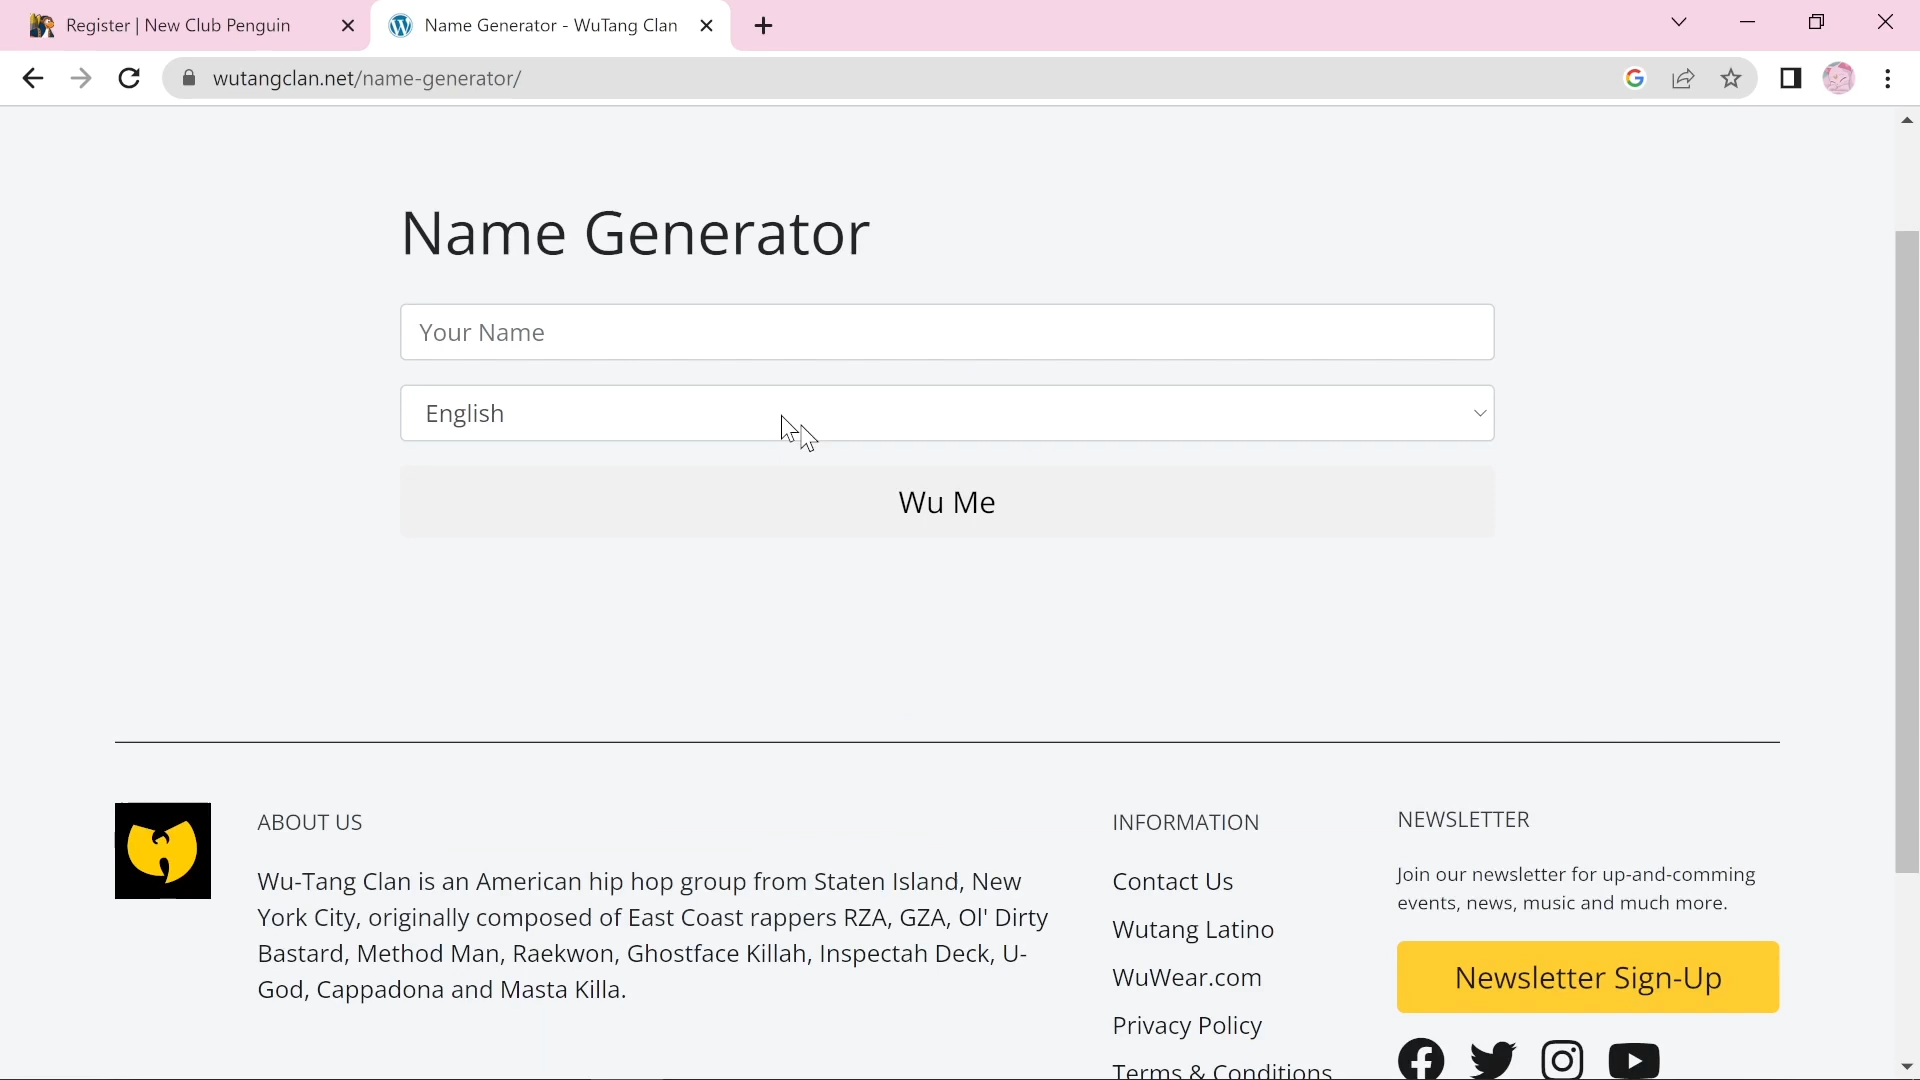 Register | New Club Penguin
Name Generator - WuTang Clan
wutangclan.net/name-generator/
Name Generator
Your Name
English
Wu Me
ABOUT US
Wu-Tang Clan is an American hip hop group from Staten Island, New
York City, originally composed of East Coast rappers RZA, GZA, Ol' Dirty
Bastard, Method Man, Raekwon, Ghostface Killah, Inspectah Deck, U-
God, Cappadona and Masta Killa.
INFORMATION
Contact Us
Wutang Latino
WuWear.com
Privacy Policy
Terms & Conditions
NEWSLETTER
Join our newsletter for up-and-comming
events, news, music and much more.
Newsletter Sign-Up